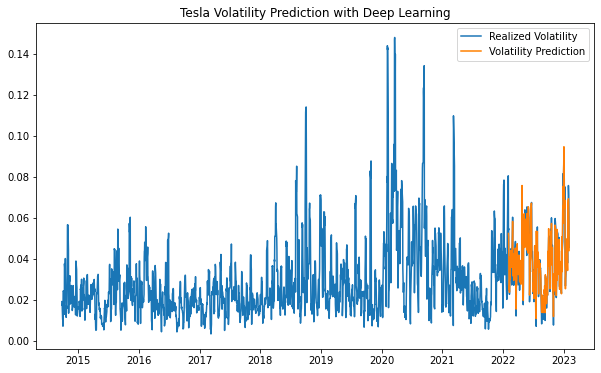 Tesla Volatility Prediction with Deep Learning
Realized Volatility
Volatility Prediction
0.14
0.12
0.10
0.08
0.06
0.04
0.02
0.00
2015 2016 2017 2018 2019 2020 2021 2022 2023